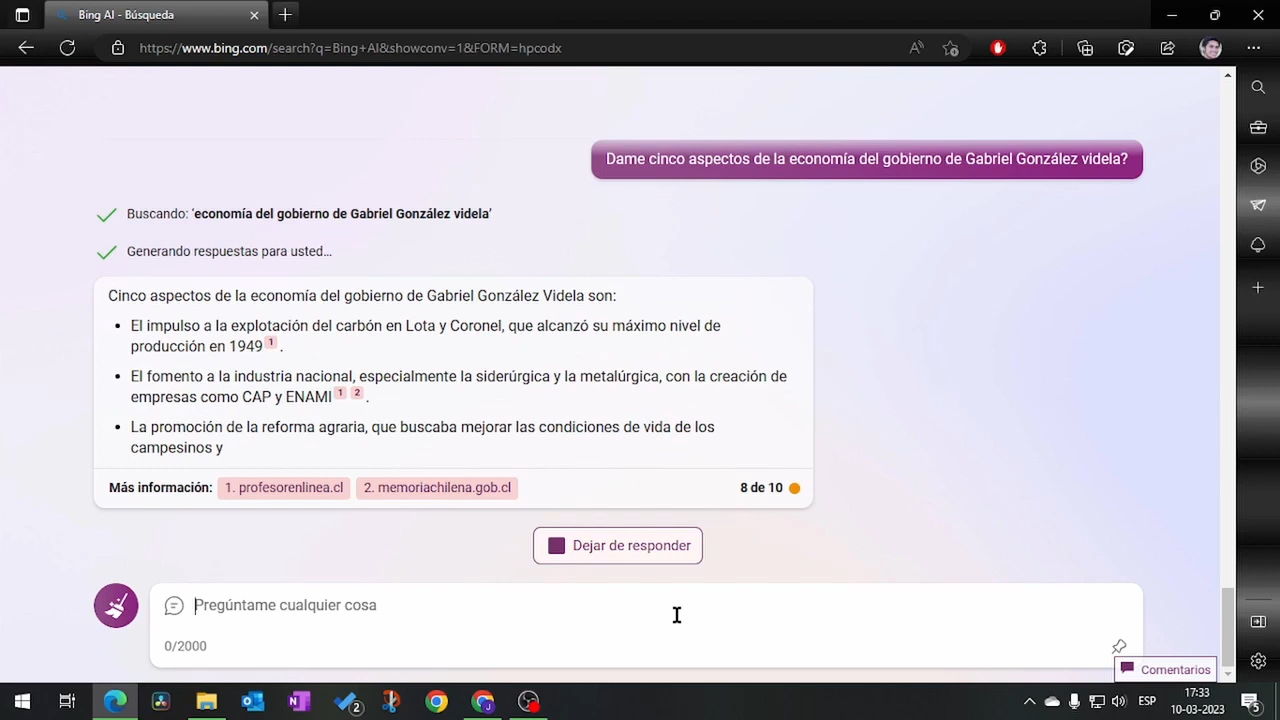 Bing AI - Búsqueda
https://www.bing.com/search?q=Bing+AI&showconv=1&FORM=hpcodx
Dame cinco aspectos de la economía del gobierno de Gabriel González videla?
Buscando: 'economía del gobierno de Gabriel González videla'
Generando respuestas para usted...
Cinco aspectos de la economía del gobierno de Gabriel González Videla son:
• El impulso a la explotación del carbón en Lota y Coronel, que alcanzó su máximo nivel de
producción en 1949 1 .
• El fomento a la industria nacional, especialmente la siderúrgica y la metalúrgica, con la creación de
empresas como CAP y ENAMI 1 2 .
• La promoción de la reforma agraria, que buscaba mejorar las condiciones de vida de los
campesinos y
Más información: 1. profesorenlinea.cl 2. memoriachilena.gob.cl 8 de 10
Dejar de responder
Pregúntame cualquier cosa
0/2000
Comentarios
2
ESP
17:33
10-03-2023
5